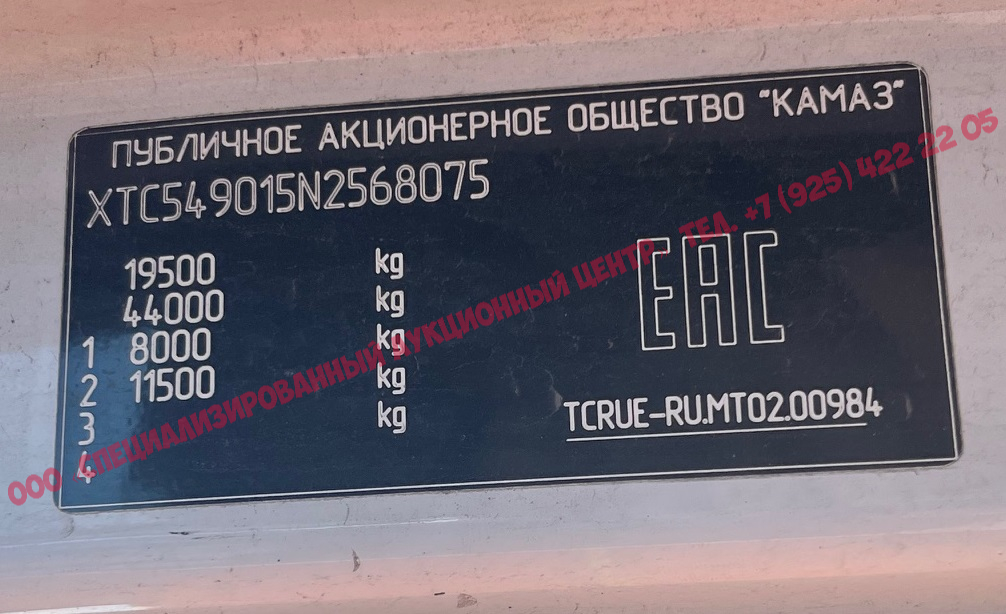 ПУБЛИЧНОЕ АКЦИОНЕРНОЕ ОБЩЕСТВО "КАМАЗ"
XTC549015N2568075
19500 kg
44000 kg
1 8000 kg
2 11500 kg
3 kg
4
EAC
TCRUE-RU.MT02.00984
ООО "СПЕЦИАЛИЗИРОВАННЫЙ АУКЦИОННЫЙ ЦЕНТР", ТЕЛ. +7 (925) 422 22 05